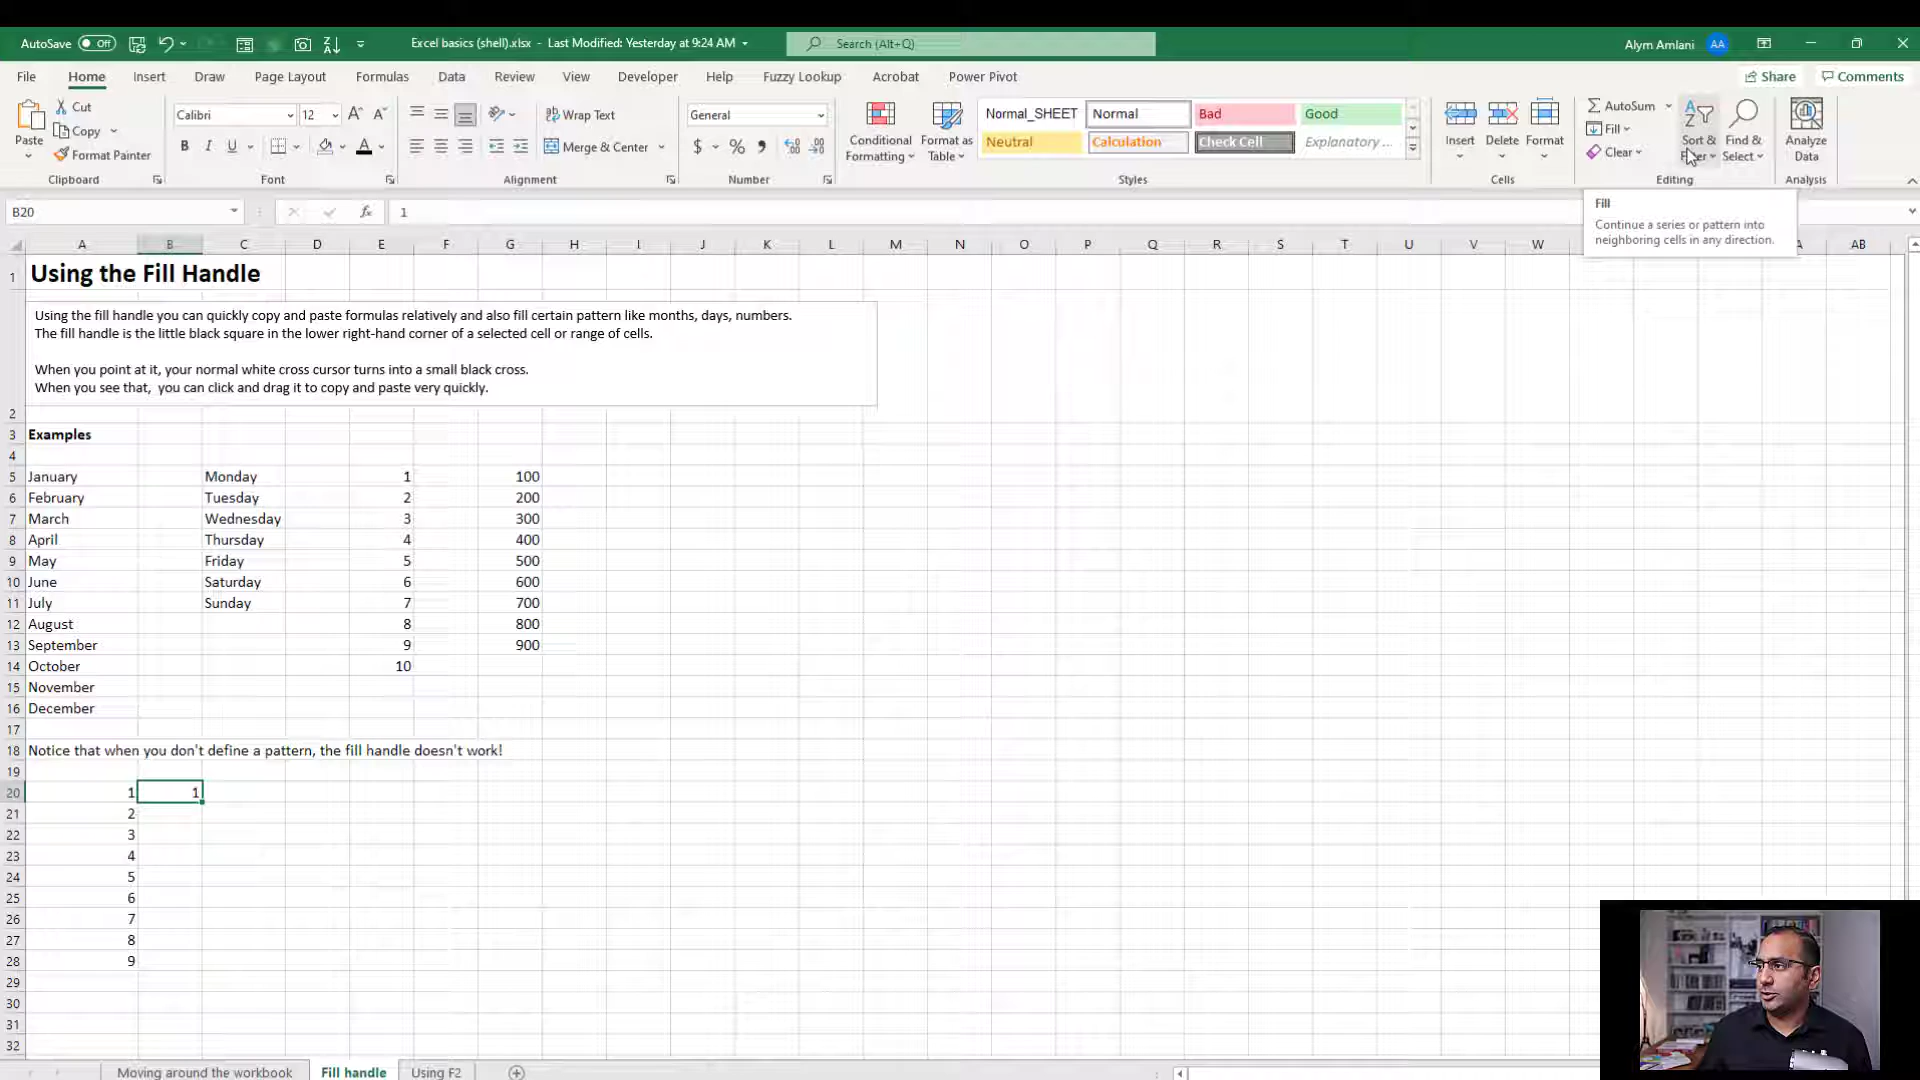 AutoSave Off Excel basics (shell).xlsx - Last Modified: Yesterday at 9:24 AM Search (Alt+Q) Alym Amlani AA
File Home Insert Draw Page Layout Formulas Data Review View Developer Help Fuzzy Lookup Acrobat Power Pivot Share Comments
Paste Cut Copy Format Painter Clipboard
Calibri 12 B I U Font
Wrap Text Merge & Center Alignment
General $ % Number
Conditional Formatting Format as Table
Normal_SHEET Normal Bad Good
Neutral Calculation Check Cell Explanatory ...
Styles
Insert Delete Format Cells
AutoSum Fill Clear Sort & Find & Select Editing
Analyze Data Analysis
B20 fx 1
Fill
Continue a series or pattern into
neighboring cells in any direction.
A B C D E F G H I J K L M N O P Q R S T U V W A AB
1 Using the Fill Handle
Using the fill handle you can quickly copy and paste formulas relatively and also fill certain pattern like months, days, numbers.
The fill handle is the little black square in the lower right-hand corner of a selected cell or range of cells.
When you point at it, your normal white cross cursor turns into a small black cross.
When you see that, you can click and drag it to copy and paste very quickly.
2
3 Examples
4
5 January Monday 1 100
6 February Tuesday 2 200
7 March Wednesday 3 300
8 April Thursday 4 400
9 May Friday 5 500
10 June Saturday 6 600
11 July Sunday 7 700
12 August 8 800
13 September 9 900
14 October 10
15 November
16 December
17
18 Notice that when you don't define a pattern, the fill handle doesn't work!
19
20 1 1
21 2
22 3
23 4
24 5
25 6
26 7
27 8
28 9
29
30
31
32
Moving around the workbook Fill handle Using F2